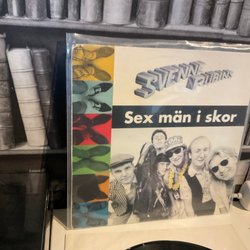 SVENNE
RUBINS
Sex män i skor